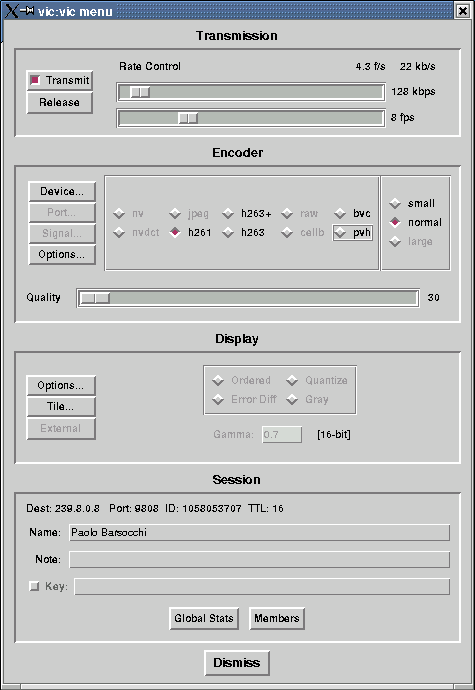 vic:vic menu
Transmission
Rate Control 4.3 f/s 22 kb/s
Transmit
128 kbps
Release
8 fps
Encoder
Device...
Port...
Signal...
Options...
nv jpeg h263+ raw bvc
nvdct h261 h263 cellb pvh
small
normal
large
Quality 30
Display
Options...
Tile...
External
Ordered Quantize
Error Diff Gray
Gamma: 0.7 [16-bit]
Session
Dest: 239.8.0.8 Port: 9808 ID: 1058053707 TTL: 16
Name: Paolo Barsocchi
Note:
Key:
Global Stats Members
Dismiss